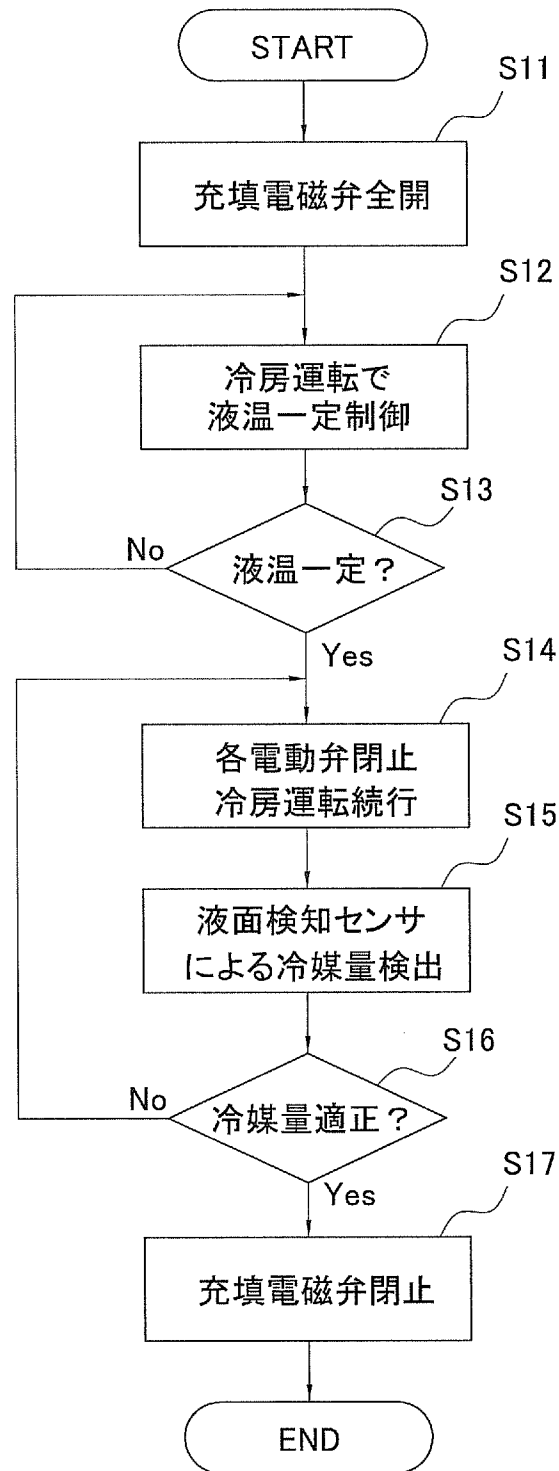 START
S11
充填電磁弁全開
S12
冷房運転で
液温一定制御
S13
No
液温一定？
Yes
S14
各電動弁閉止
冷房運転続行
S15
液面検知センサ
による冷媒量検出
S16
No
冷媒量適正？
Yes
S17
充填電磁弁閉止
END